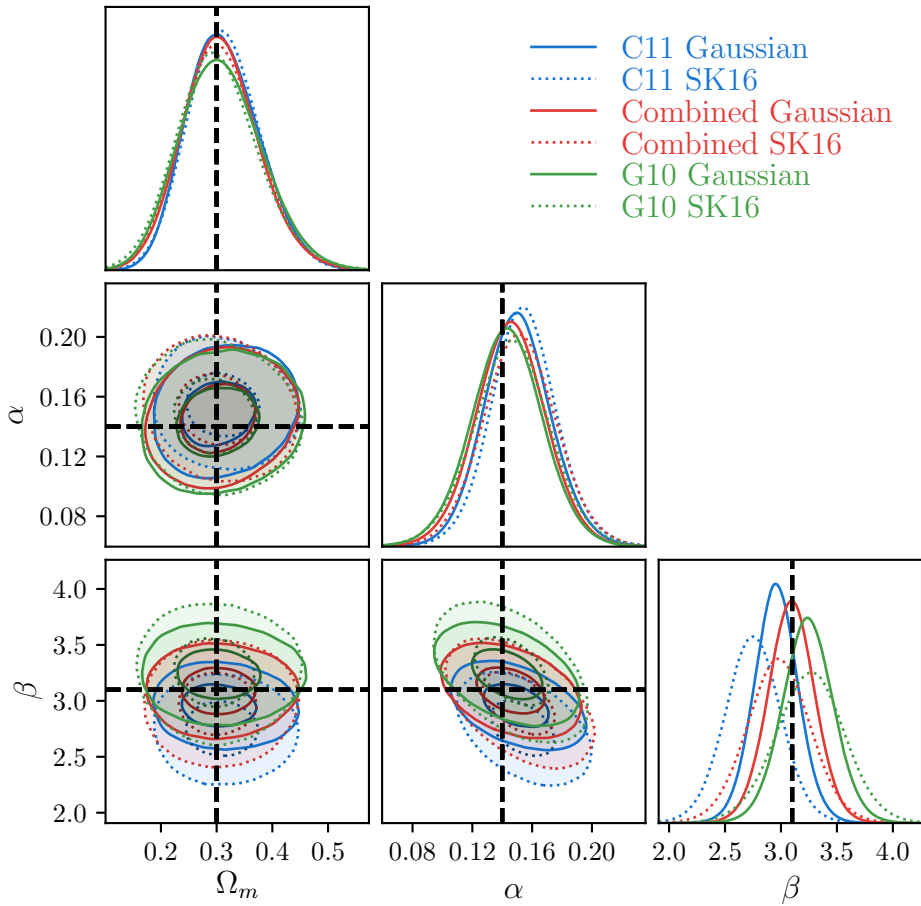 C11 Gaussian
C11 SK16
Combined Gaussian
Combined SK16
G10 Gaussian
G10 SK16
0.20
0.16
0.12
0.08
α
4.0
3.5
3.0
2.5
2.0
β
0.2 0.3 0.4 0.5
0.08 0.12 0.16 0.20
2.0 2.5 3.0 3.5 4.0
Ωm
α
β